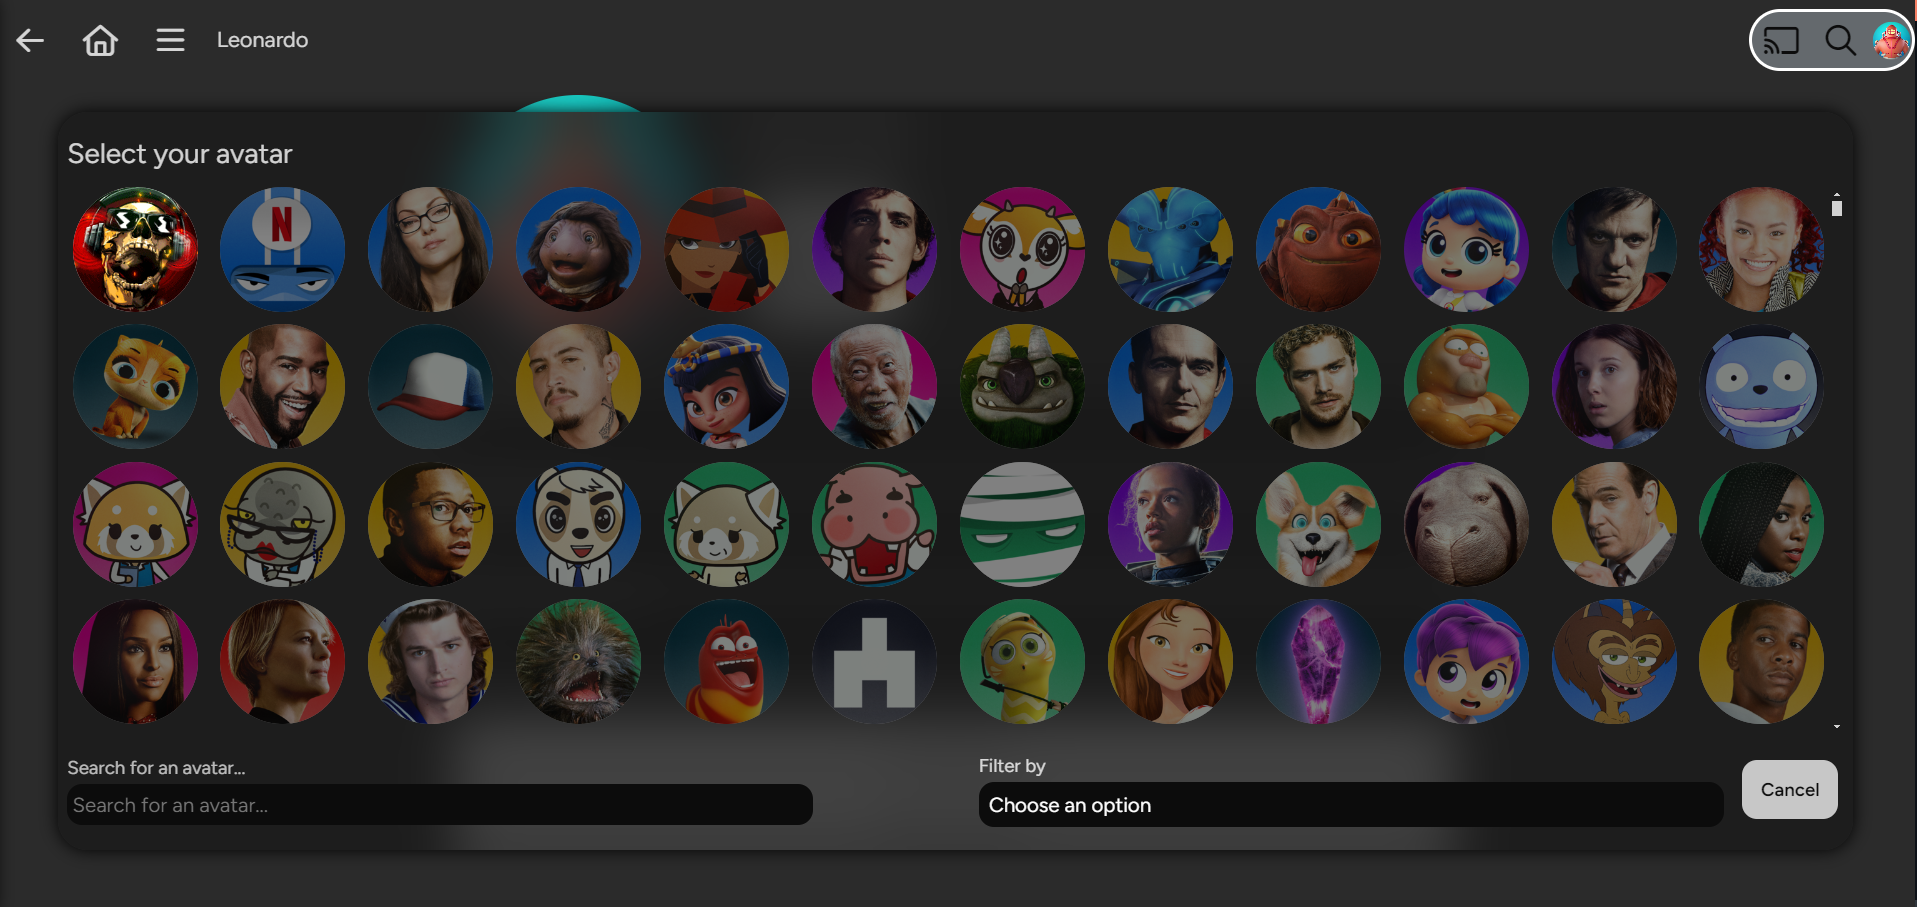 Leonardo
Select your avatar
N
Search for an avatar...
Search for an avatar...
Filter by
Choose an option
Cancel